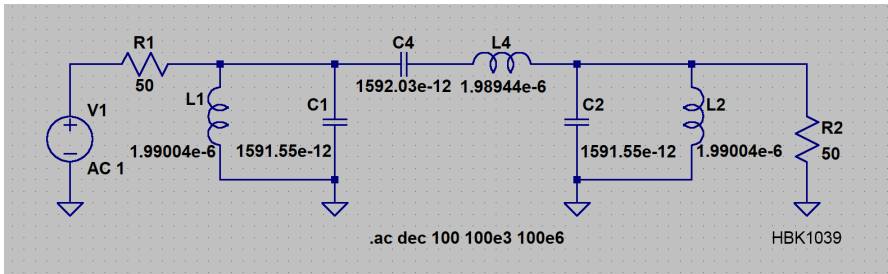 R1
50
V1
AC 1
L1
1.99004e-6
C1
1591.55e-12
C4
1592.03e-12
L4
1.98944e-6
C2
1591.55e-12
L2
1.99004e-6
R2
50
.ac dec 100 100e3 100e6
HBK1039